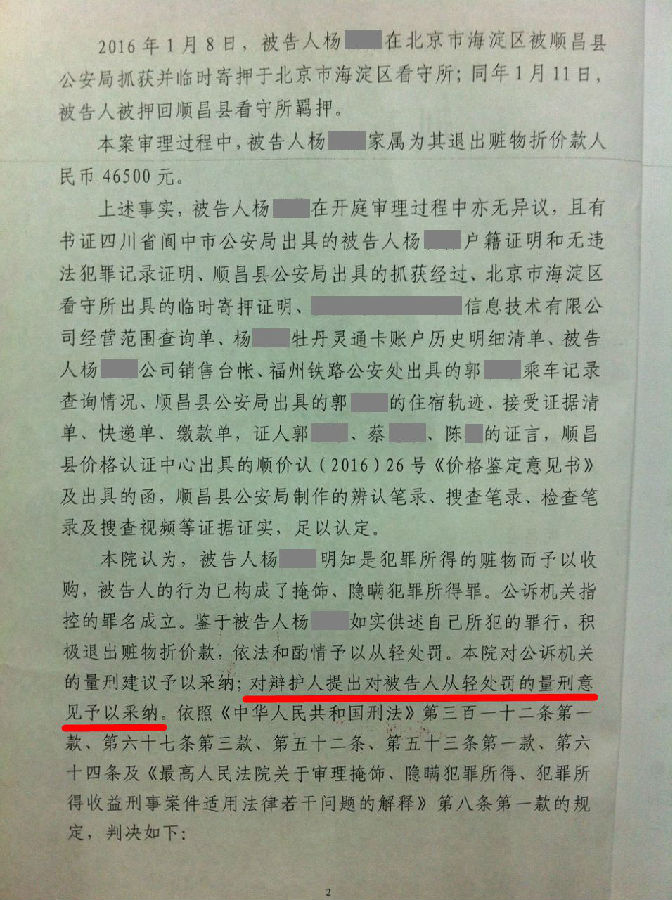 2016年1月8日，被告人杨 在北京市海淀区被顺昌县
公安局抓获并临时寄押于北京市海淀区看守所；同年1月11日，
被告人被押回顺昌县看守所羁押。
本案审理过程中，被告人杨 家属为其退出赃物折价款人
民币46500元。
上述事实，被告人杨 在开庭审理过程中亦无异议，且有
书证四川省阆中市公安局出具的被告人杨 户籍证明和无违
法犯罪记录证明、顺昌县公安局出具的抓获经过、北京市海淀区
看守所出具的临时寄押证明、 信息技术有限公
司经营范围查询单、杨 牡丹灵通卡账户历史明细清单、被告
人杨 公司销售台帐、福州铁路公安处出具的郭 乘车记录
查询情况、顺昌县公安局出具的郭 的住宿轨迹，接受证据清
单、快递单、缴款单，证人郭 、蔡 、陈 的证言，顺昌
县价格认证中心出具的顺价认（2016）26号《价格鉴定意见书》
及出具的函，顺昌县公安局制作的辨认笔录、搜查笔录、检查笔
录及搜查视频等证据证实，足以认定。
本院认为，被告人杨 明知是犯罪所得的赃物而予以收
购，被告人的行为已构成了掩饰、隐瞒犯罪所得罪。公诉机关指
控的罪名成立。鉴于被告人杨 如实供述自己所犯的罪行，积
极退出赃物折价款，依法和酌情予以从轻处罚。本院对公诉机关
的量刑建议予以采纳；对辩护人提出对被告人从轻处罚的量刑意
见予以采纳。依照《中华人民共和国刑法》第三百一十二条第一
款、第六十七条第三款、第五十二条、第五十三条第一款、第六
十四条及《最高人民法院关于审理掩饰、隐瞒犯罪所得、犯罪所
得收益刑事案件适用法律若干问题的解释》第八条第一款的规
定，判决如下：
2